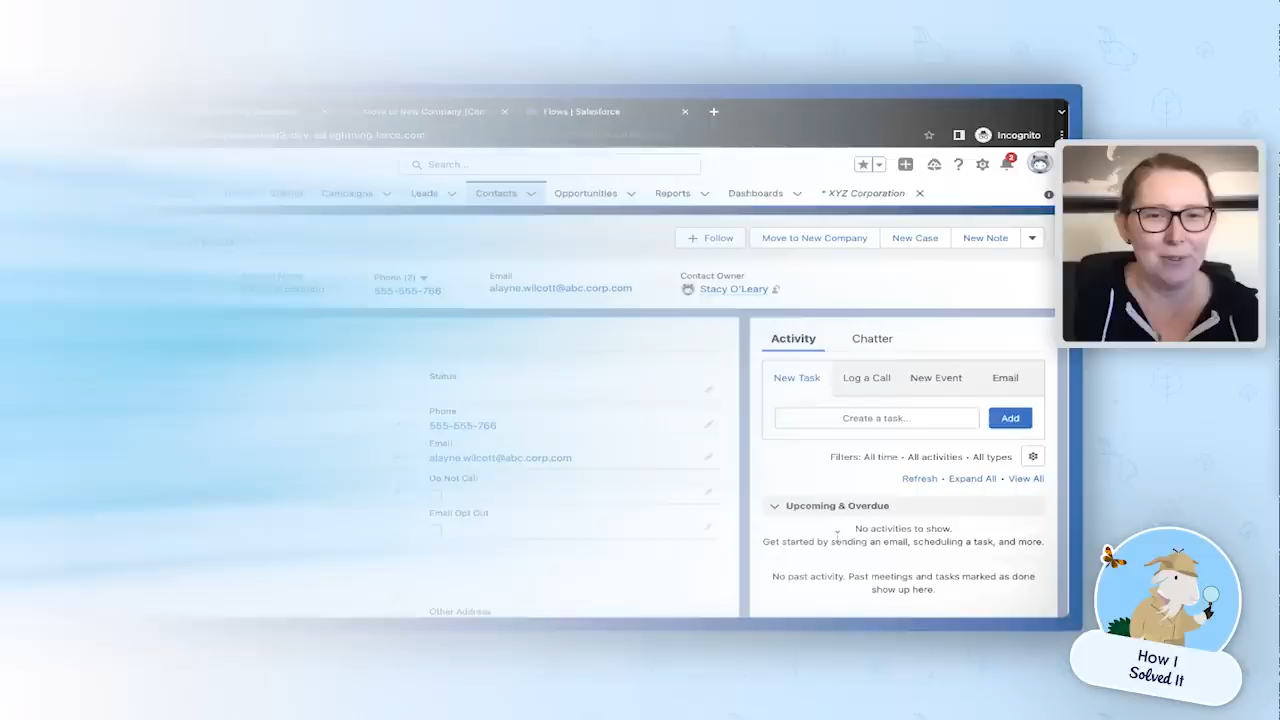 Move to New Company [Con
Flows | Salesforce
ad.lightning.force.com
Incognito
Search...
Campaigns
Leads
Contacts
Opportunities
Reports
Dashboards
* XYZ Corporation
2
Follow
Move to New Company
New Case
New Note
Phone (2)
Email
Contact Owner
555-555-766
alayne.wilcott@abc.corp.com
Stacy O'Leary
Activity
Chatter
Status
New Task
Log a Call
New Event
Email
Phone
555-555-766
Create a task...
Add
Email
alayne.wilcott@abc.corp.com
Filters: All time • All activities • All types
Do Not Call
Refresh • Expand All • View All
Email Opt Out
Upcoming & Overdue
No activities to show.
Get started by sending an email, scheduling a task, and more.
No past activity. Past meetings and tasks marked as done
show up here.
Other Address
How I
Solved It